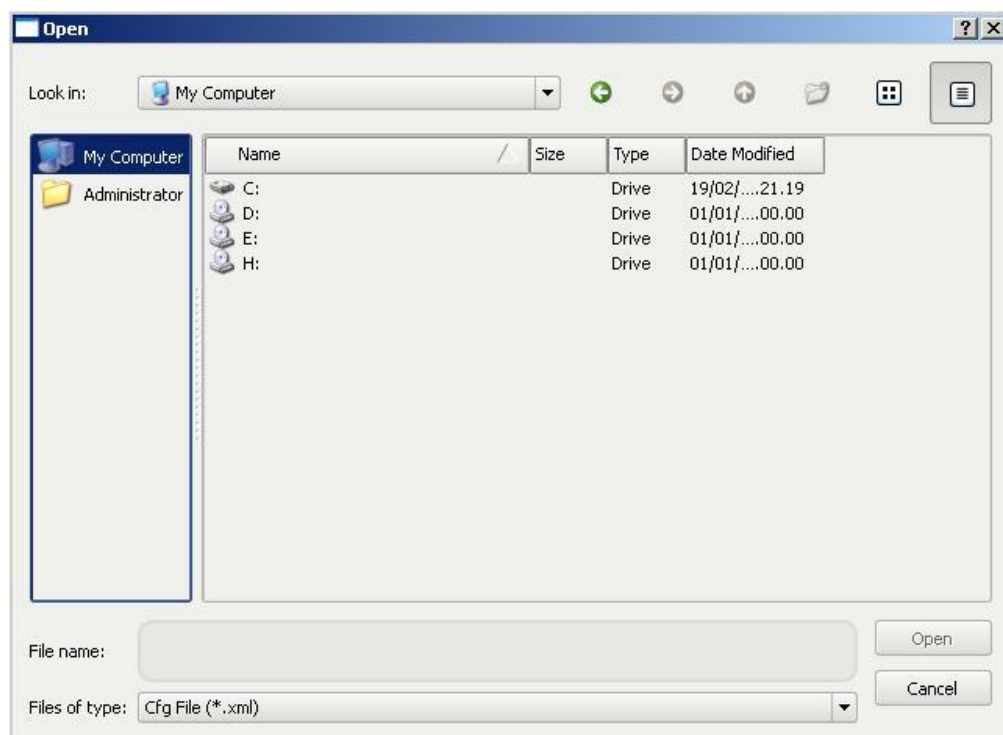 Open
Look in: My Computer
My Computer
Administrator
Name Size Type Date Modified
C: Drive 19/02/....21.19
D: Drive 01/01/....00.00
E: Drive 01/01/....00.00
H: Drive 01/01/....00.00
File name: Open
Cancel
Files of type: Cfg File (*.xml)